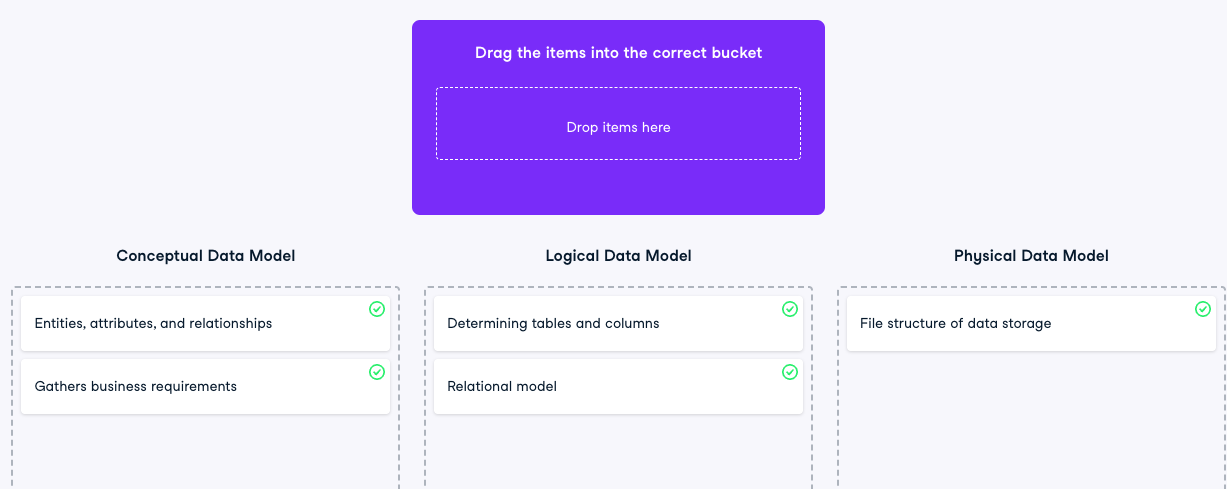 Drag the items into the correct bucket
Drop items here
Conceptual Data Model
Logical Data Model
Physical Data Model
Entities, attributes, and relationships
Determining tables and columns
File structure of data storage
Gathers business requirements
Relational model